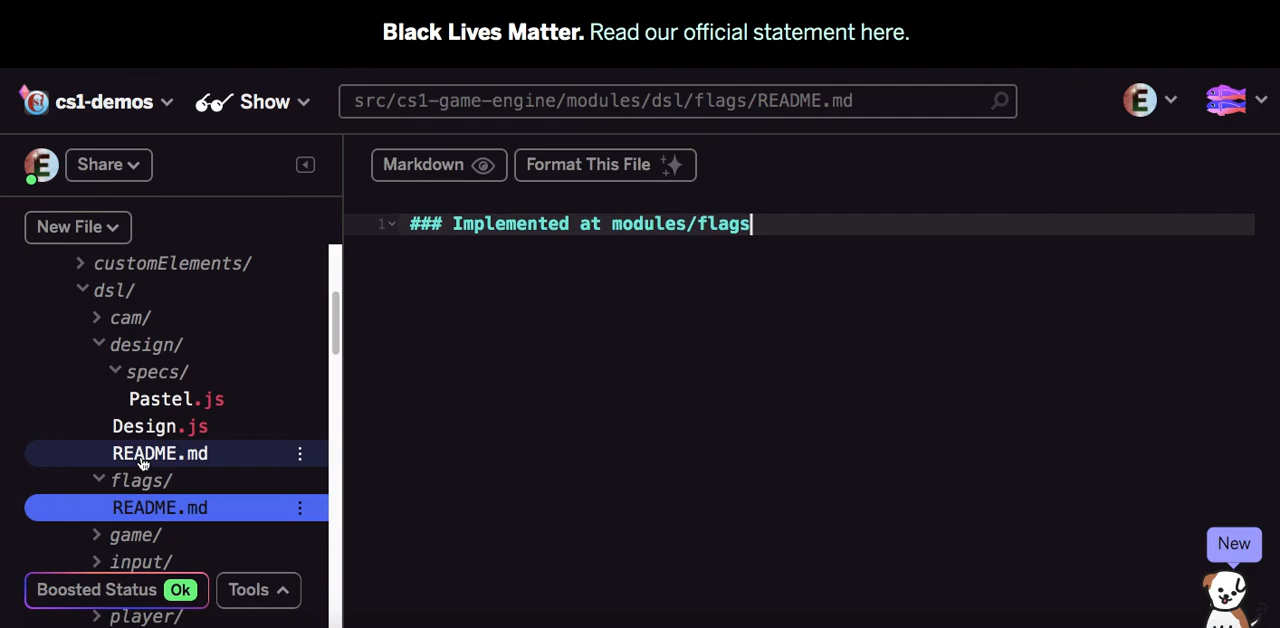 Black Lives Matter. Read our official statement here.
cs1-demos
Show
src/cs1-game-engine/modules/dsl/flags/README.md
E
E
Share
Markdown
Format This File
New File
1
### Implemented at modules/flags
customElements/
dsl/
cam/
design/
specs/
Pastel.js
Design.js
README.md
flags/
README.md
game/
input/
player/
Boosted Status Ok
Tools
New